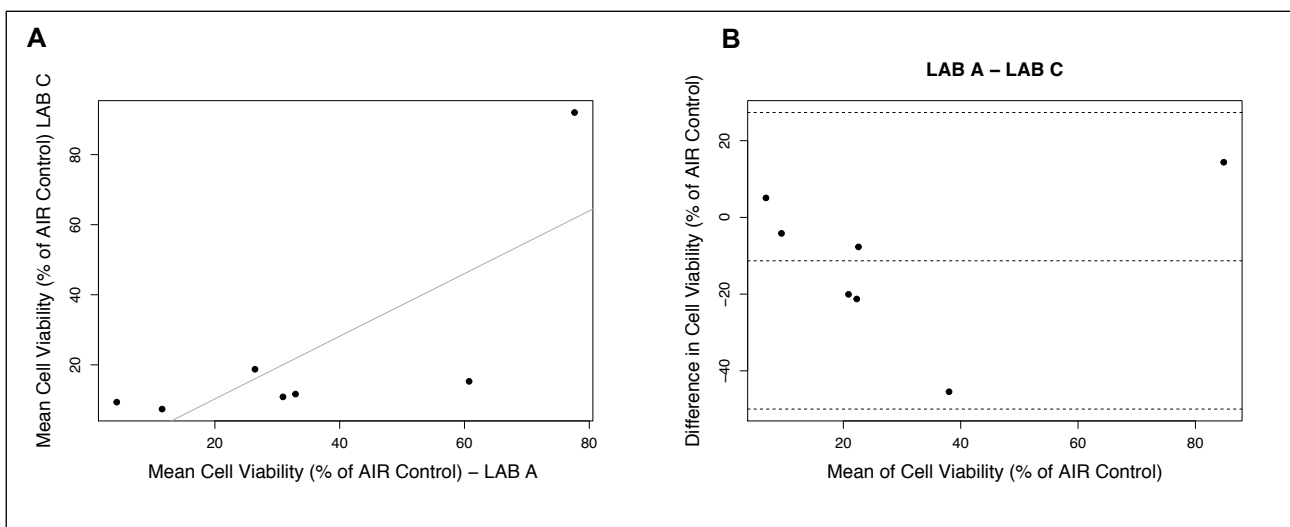 A
Mean Cell Viability (% of AIR Control) LAB C
80
60
40
20
20 40 60 80
Mean Cell Viability (% of AIR Control) – LAB A
B
LAB A – LAB C
Difference in Cell Viability (% of AIR Control)
20
0
−20
−40
20 40 60 80
Mean of Cell Viability (% of AIR Control)